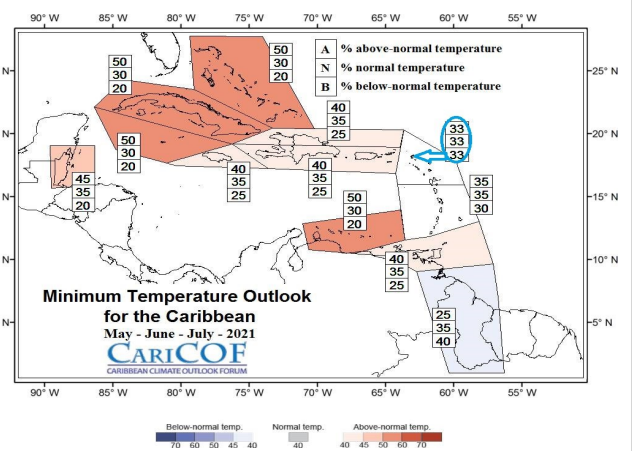 90°W 85°W 80°W 75°W 70°W 65°W 60°W 55°W
A % above-normal temperature
N % normal temperature
B % below-normal temperature
50
30
20
50
30
20
40
35
25
33
33
33
50
30
20
45
35
20
40
35
25
40
35
25
35
35
30
50
30
20
40
35
25
25
35
40
N
N
N
N
N
25°N
20°N
15°N
10°N
5°N
Minimum Temperature Outlook
for the Caribbean
May - June - July - 2021
CARICOF
CARIBBEAN CLIMATE OUTLOOK FORUM
90°W 85°W 80°W 75°W 70°W 65°W 60°W 55°W
Below-normal temp. Normal temp. Above-normal temp.
70 60 50 45 40 40 40 45 50 60 70